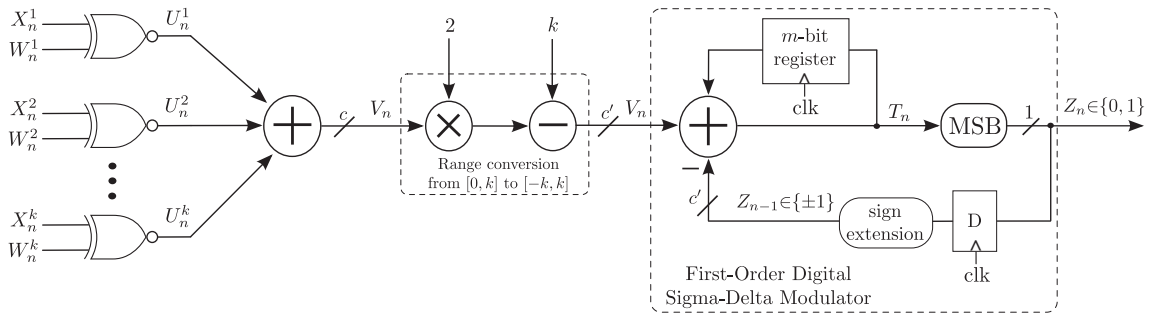 X_n^1
W_n^1
U_n^1
X_n^2
W_n^2
U_n^2
X_n^k
W_n^k
U_n^k
+
c
V_n
2
×
k
−
Range conversion
from [0, k] to [−k, k]
c'
V_n
+
−
m-bit
register
clk
T_n
MSB
1
Z_n∈{0, 1}
c'
Z_{n−1}∈{±1}
sign
extension
D
clk
First-Order Digital
Sigma-Delta Modulator